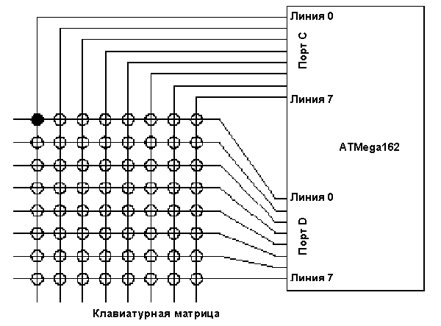 Линия 0
Порт C
Линия 7
ATMega162
Линия 0
Порт D
Линия 7
Клавиатурная матрица